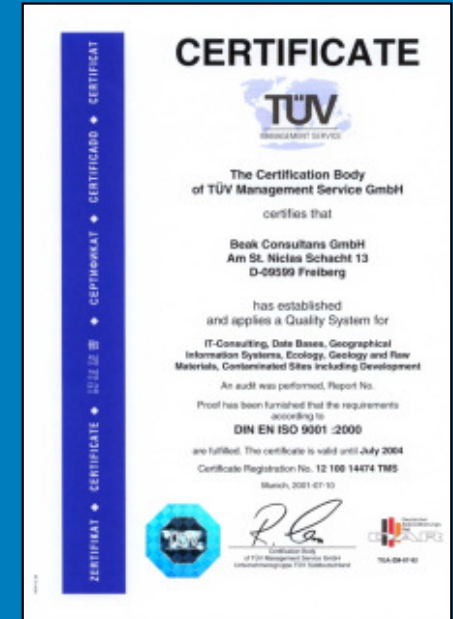 CERTIFICATE
TÜV
MANAGEMENT SERVICE
The Certification Body
of TÜV Management Service GmbH
certifies that
Beak Consultans GmbH
Am St. Niclas Schacht 13
D-09599 Freiberg
has established
and applies a Quality System for
IT-Consulting, Date Bases, Geographical
Information Systems, Ecology, Geology and Raw
Materials, Contaminated Sites including Development
An audit was performed, Report No.
Proof has been furnished that the requirements
according to
DIN EN ISO 9001 :2000
are fulfilled. The certificate is valid until July 2004
Certificate Registration No. 12 100 14474 TMS
Munich, 2001-07-10
Certification Body
of TÜV Management Service GmbH
Unternehmensgruppe TÜV Süddeutschland
TÜV
ZERTIFIKAT ◆ CERTIFICATE ◆ ◆ СЕРТИФИКАТ ◆ CERTIFICADO ◆ CERTIFICAT